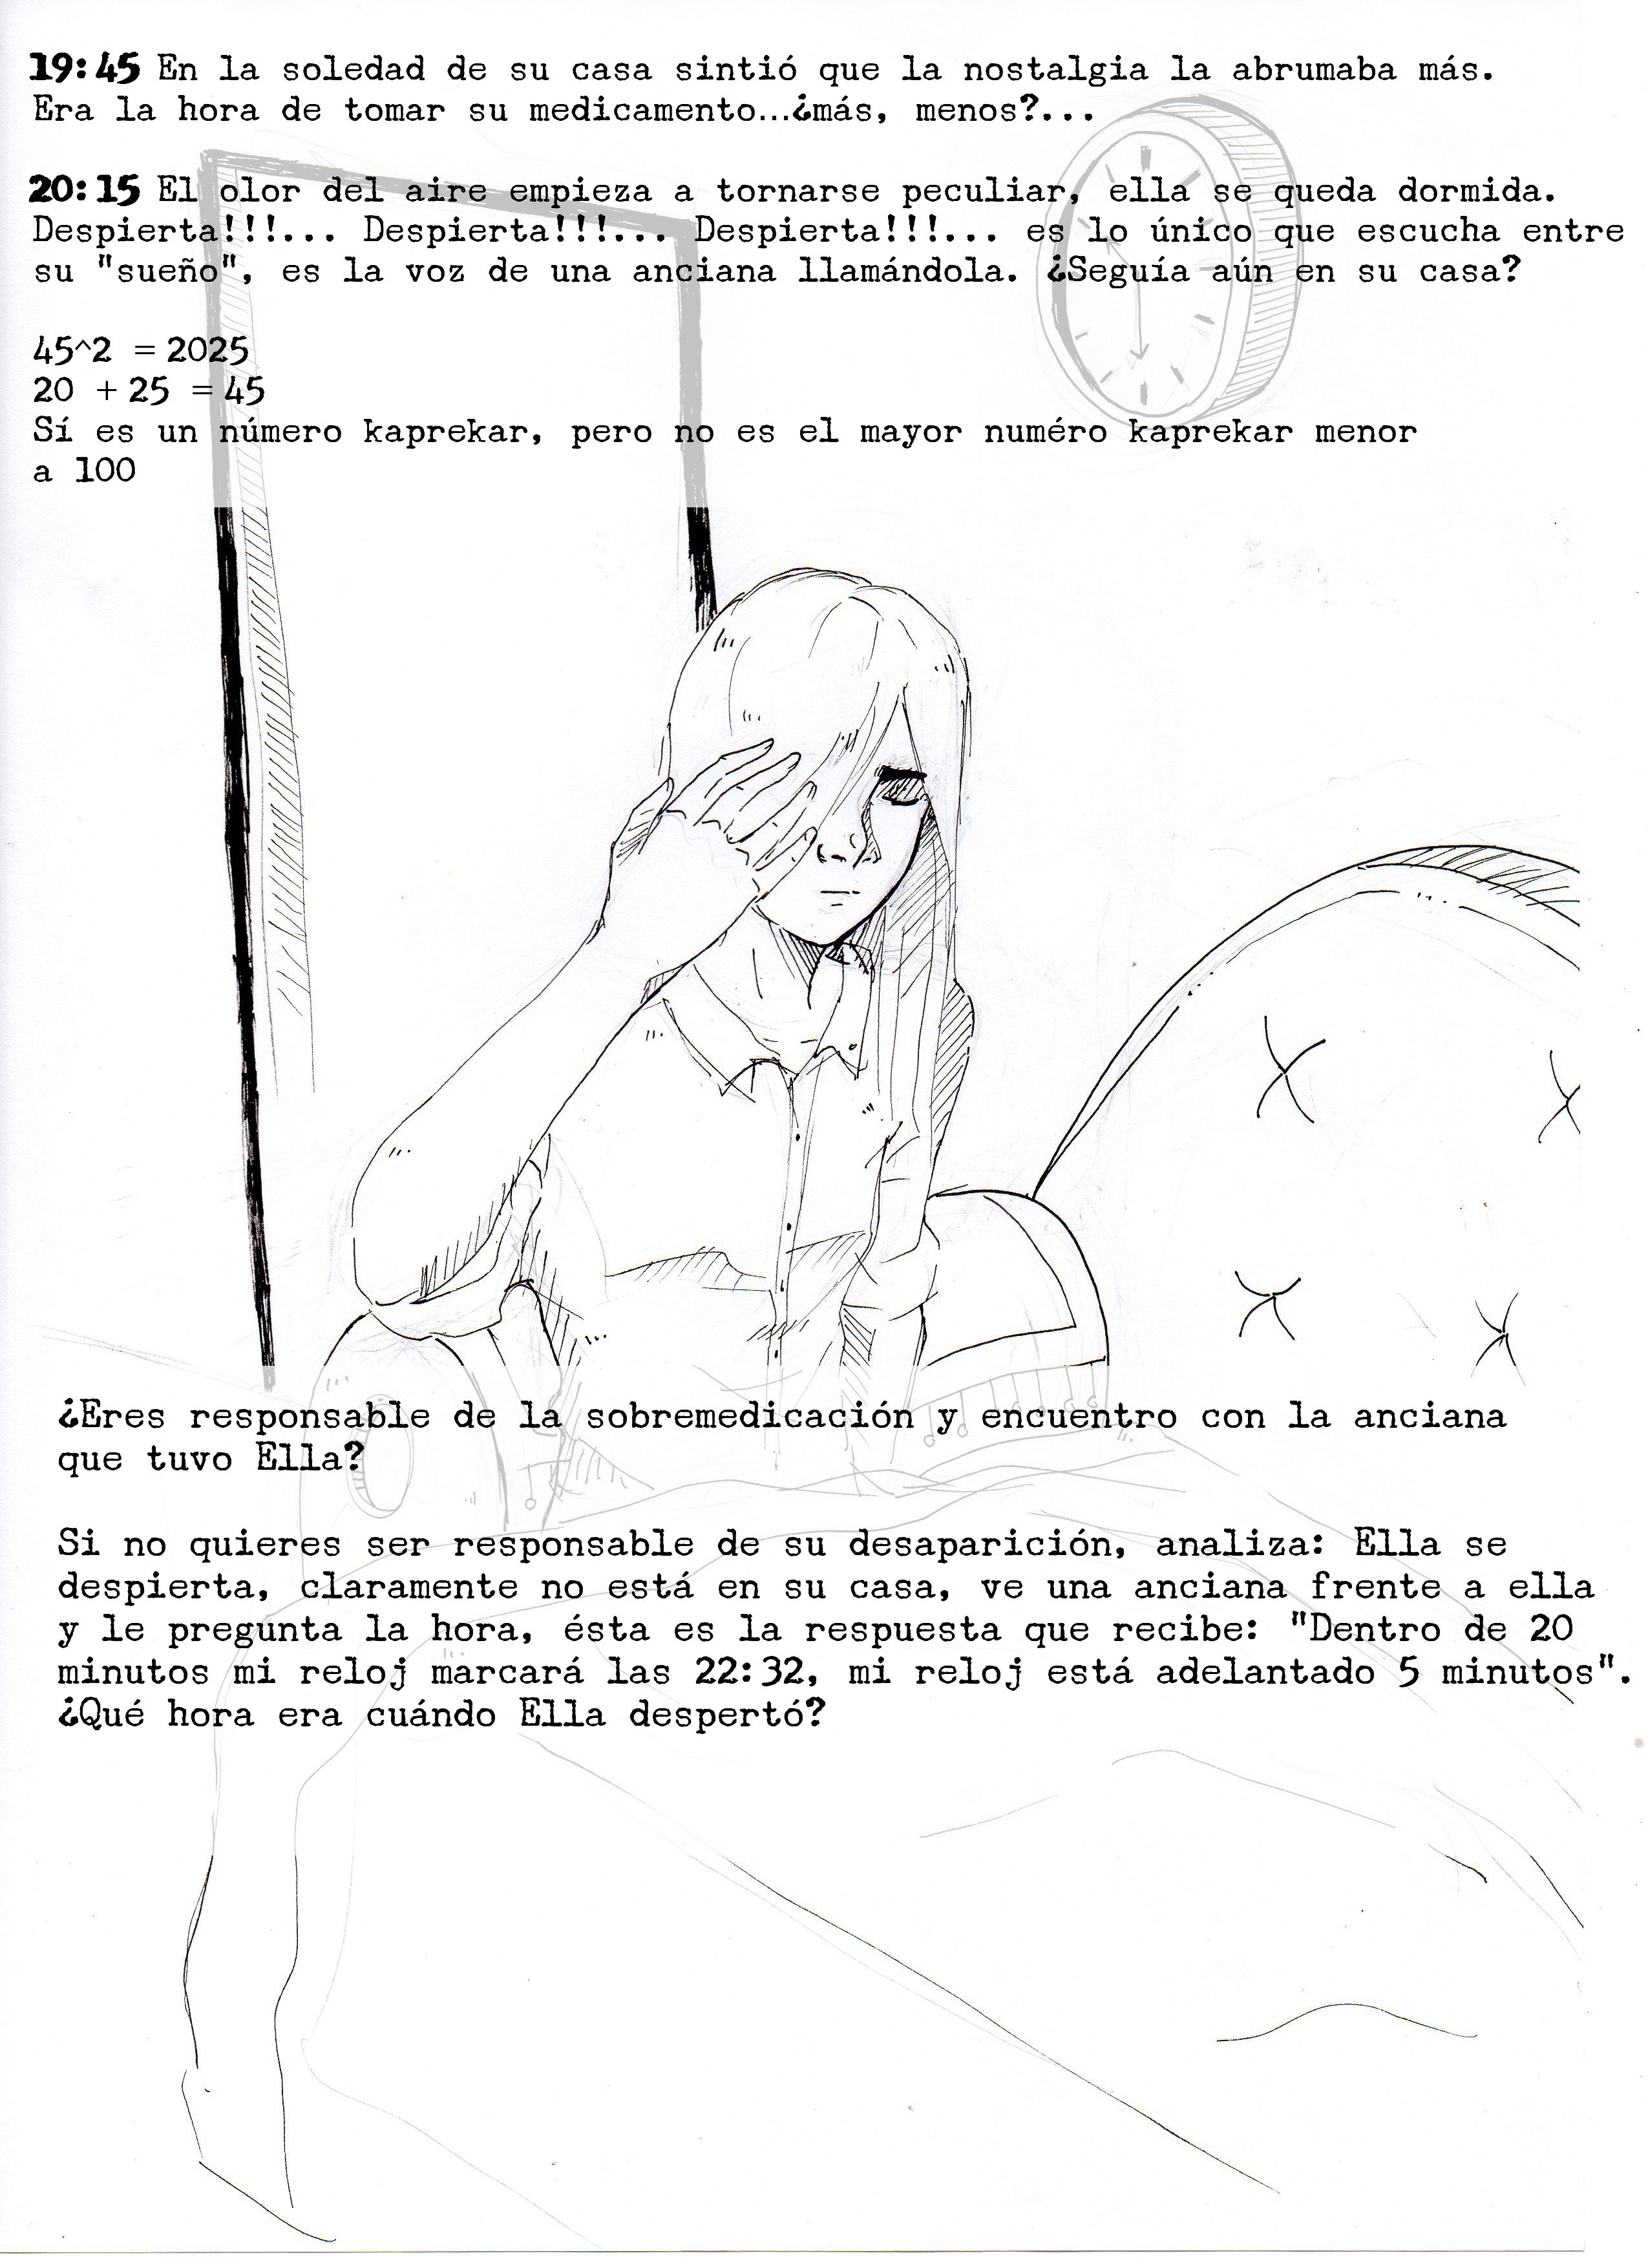 19:45 En la soledad de su casa sintió que la nostalgia la abrumaba más.
Era la hora de tomar su medicamento...¿más, menos?...
20:15 El olor del aire empieza a tornarse peculiar, ella se queda dormida.
Despierta!!!... Despierta!!!... Despierta!!!... es lo único que escucha entre
su "sueño", es la voz de una anciana llamándola. ¿Seguía aún en su casa?
45^2 = 2025
20 + 25 = 45
Sí es un número kaprekar, pero no es el mayor numéro kaprekar menor
a 100
¿Eres responsable de la sobremedicación y encuentro con la anciana
que tuvo Ella?
Si no quieres ser responsable de su desaparición, analiza: Ella se
despierta, claramente no está en su casa, ve una anciana frente a ella
y le pregunta la hora, ésta es la respuesta que recibe: "Dentro de 20
minutos mi reloj marcará las 22:32, mi reloj está adelantado 5 minutos".
¿Qué hora era cuándo Ella despertó?